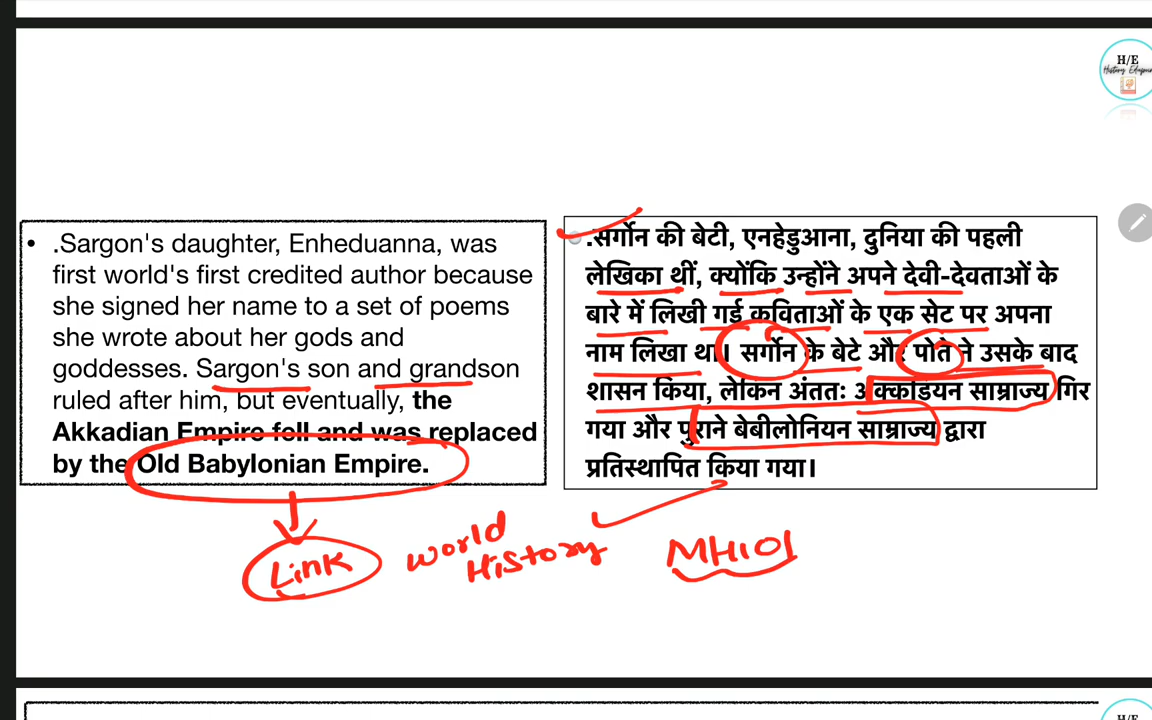 H/E
• .Sargon's daughter, Enheduanna, was
first world's first credited author because
she signed her name to a set of poems
she wrote about her gods and
goddesses. Sargon's son and grandson
ruled after him, but eventually, the
Akkadian Empire fell and was replaced
by the Old Babylonian Empire.
.सर्गोन की बेटी, एनहेडुआना, दुनिया की पहली
लेखिका थीं, क्योंकि उन्होंने अपने देवी-देवताओं के
बारे में लिखी गई कविताओं के एक सेट पर अपना
नाम लिखा था। सर्गोन के बेटे और पोते ने उसके बाद
शासन किया, लेकिन अंततः अक्कडियन साम्राज्य गिर
गया और पुराने बेबीलोनियन साम्राज्य द्वारा
प्रतिस्थापित किया गया।
Link
World
History
MH101
H/E